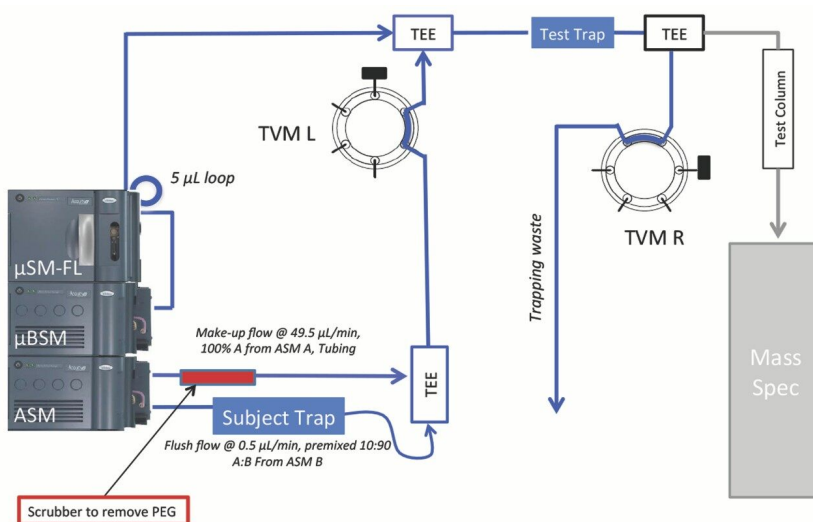 TEE
Test Trap
TEE
TVM L
Test Column
5 µL loop
TVM R
µSM-FL
Trapping waste
µBSM
Make-up flow @ 49.5 µL/min,
100% A from ASM A, Tubing
Mass
Spec
TEE
ASM
Subject Trap
Flush flow @ 0.5 µL/min, premixed 10:90
A:B From ASM B
Scrubber to remove PEG